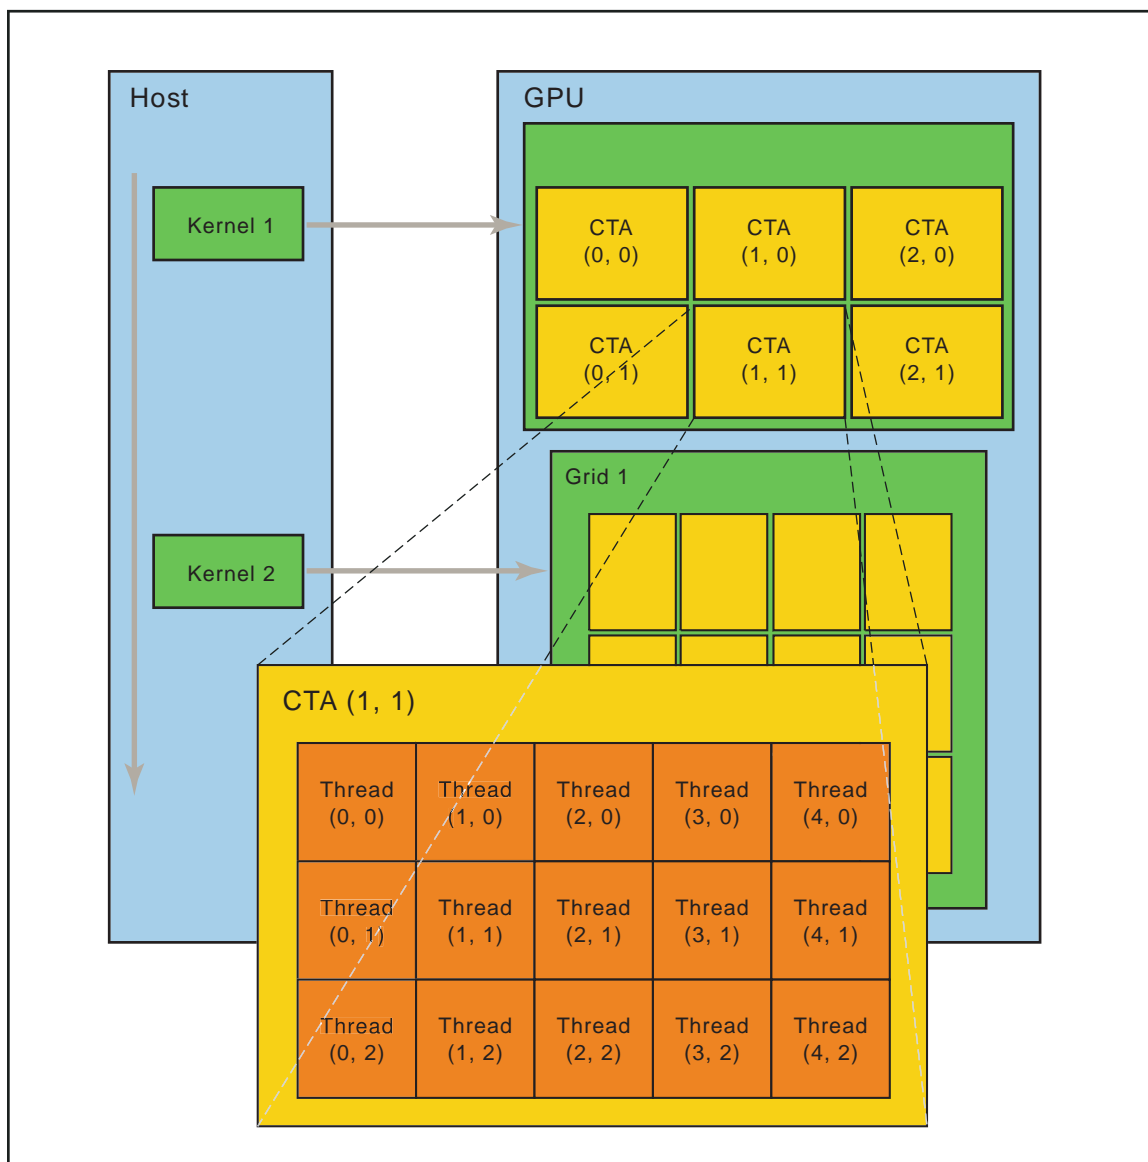 Host
GPU
Kernel 1
CTA
(0, 0)
CTA
(1, 0)
CTA
(2, 0)
CTA
(0, 1)
CTA
(1, 1)
CTA
(2, 1)
Grid 1
Kernel 2
CTA (1, 1)
Thread
(0, 0)
Thread
(1, 0)
Thread
(2, 0)
Thread
(3, 0)
Thread
(4, 0)
Thread
(0, 1)
Thread
(1, 1)
Thread
(2, 1)
Thread
(3, 1)
Thread
(4, 1)
Thread
(0, 2)
Thread
(1, 2)
Thread
(2, 2)
Thread
(3, 2)
Thread
(4, 2)